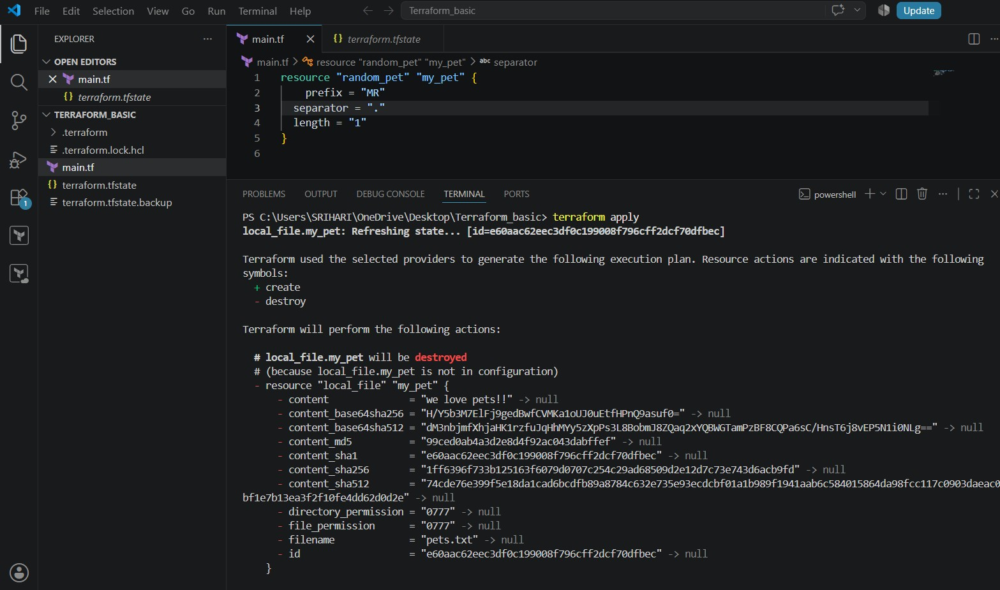 File Edit Selection View Go Run Terminal Help
Terraform_basic
Update
EXPLORER
OPEN EDITORS
main.tf
terraform.tfstate
TERRAFORM_BASIC
.terraform
.terraform.lock.hcl
main.tf
terraform.tfstate
terraform.tfstate.backup
1
main.tf
terraform.tfstate
main.tf > resource "random_pet" "my_pet" > abc separator
1 resource "random_pet" "my_pet" {
2 prefix = "MR"
3 separator = "."
4 length = "1"
5 }
6
PROBLEMS OUTPUT DEBUG CONSOLE TERMINAL PORTS
powershell
PS C:\Users\SRIHARI\OneDrive\Desktop\Terraform_basic> terraform apply
local_file.my_pet: Refreshing state... [id=e60aac62eec3df0c199008f796cff2dcf70dfbec]
Terraform used the selected providers to generate the following execution plan. Resource actions are indicated with the following
symbols:
+ create
- destroy
Terraform will perform the following actions:
# local_file.my_pet will be destroyed
# (because local_file.my_pet is not in configuration)
- resource "local_file" "my_pet" {
- content = "we love pets!!" -> null
- content_base64sha256 = "H/Y5b3M7ElFj9gedBwfCVMKa1oUJ0uEtfHPnQ9asuf0=" -> null
- content_base64sha512 = "dM3nbjmfXhjaHK1rzfuJqHhMYy5zXpPs3L8BobmJ8ZQaq2xYQBWGTamPzBF8CQPa6sC/HnsT6j8vEP5N1i0NLg==" -> null
- content_md5 = "99ced0ab4a3d2e8d4f92ac043dabffef" -> null
- content_sha1 = "e60aac62eec3df0c199008f796cff2dcf70dfbec" -> null
- content_sha256 = "1ff6396f733b125163f6079d0707c254c29ad68509d2e12d7c73e743d6acb9fd" -> null
- content_sha512 = "74cde76e399f5e18da1cad6bcdfb89a8784c632e735e93ecdcbf01a1b989f1941aab6c584015864da98fcc117c0903daeac0
bf1e7b13ea3f2f10fe4dd62d0d2e" -> null
- directory_permission = "0777" -> null
- file_permission = "0777" -> null
- filename = "pets.txt" -> null
- id = "e60aac62eec3df0c199008f796cff2dcf70dfbec" -> null
}